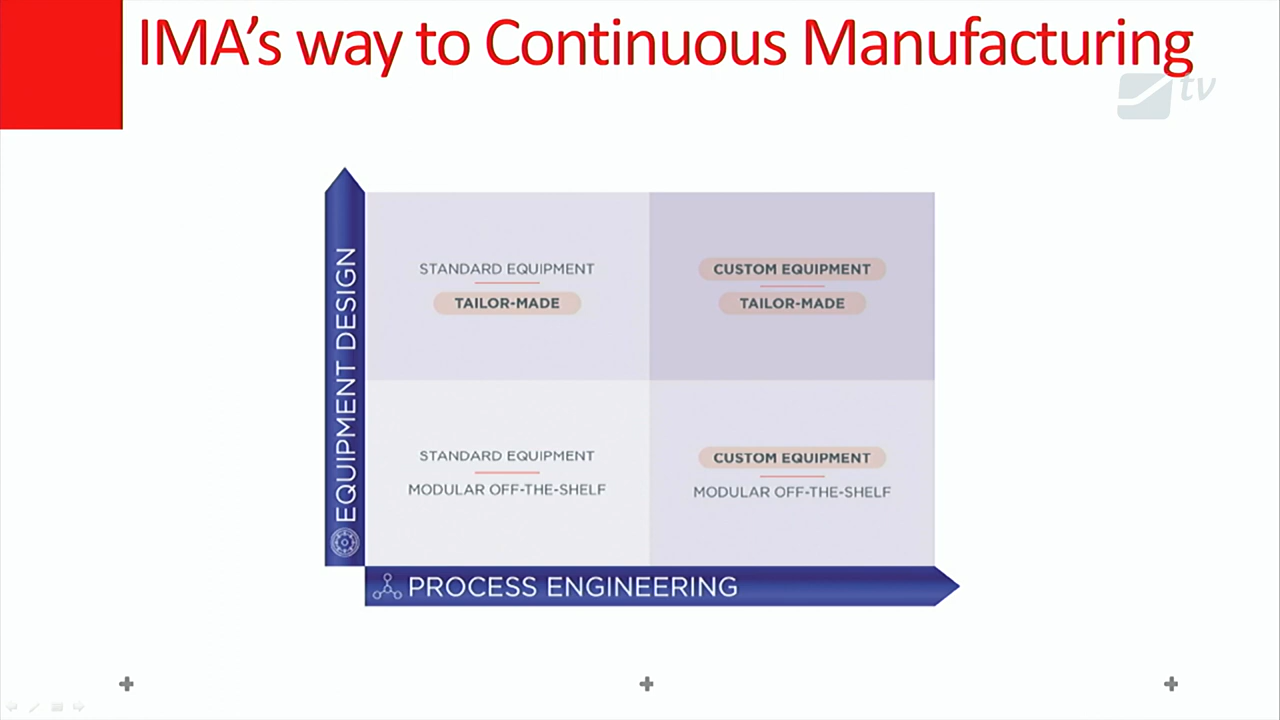 IMA's way to Continuous Manufacturing
tv
EQUIPMENT DESIGN
STANDARD EQUIPMENT
TAILOR-MADE
CUSTOM EQUIPMENT
TAILOR-MADE
STANDARD EQUIPMENT
MODULAR OFF-THE-SHELF
CUSTOM EQUIPMENT
MODULAR OFF-THE-SHELF
PROCESS ENGINEERING